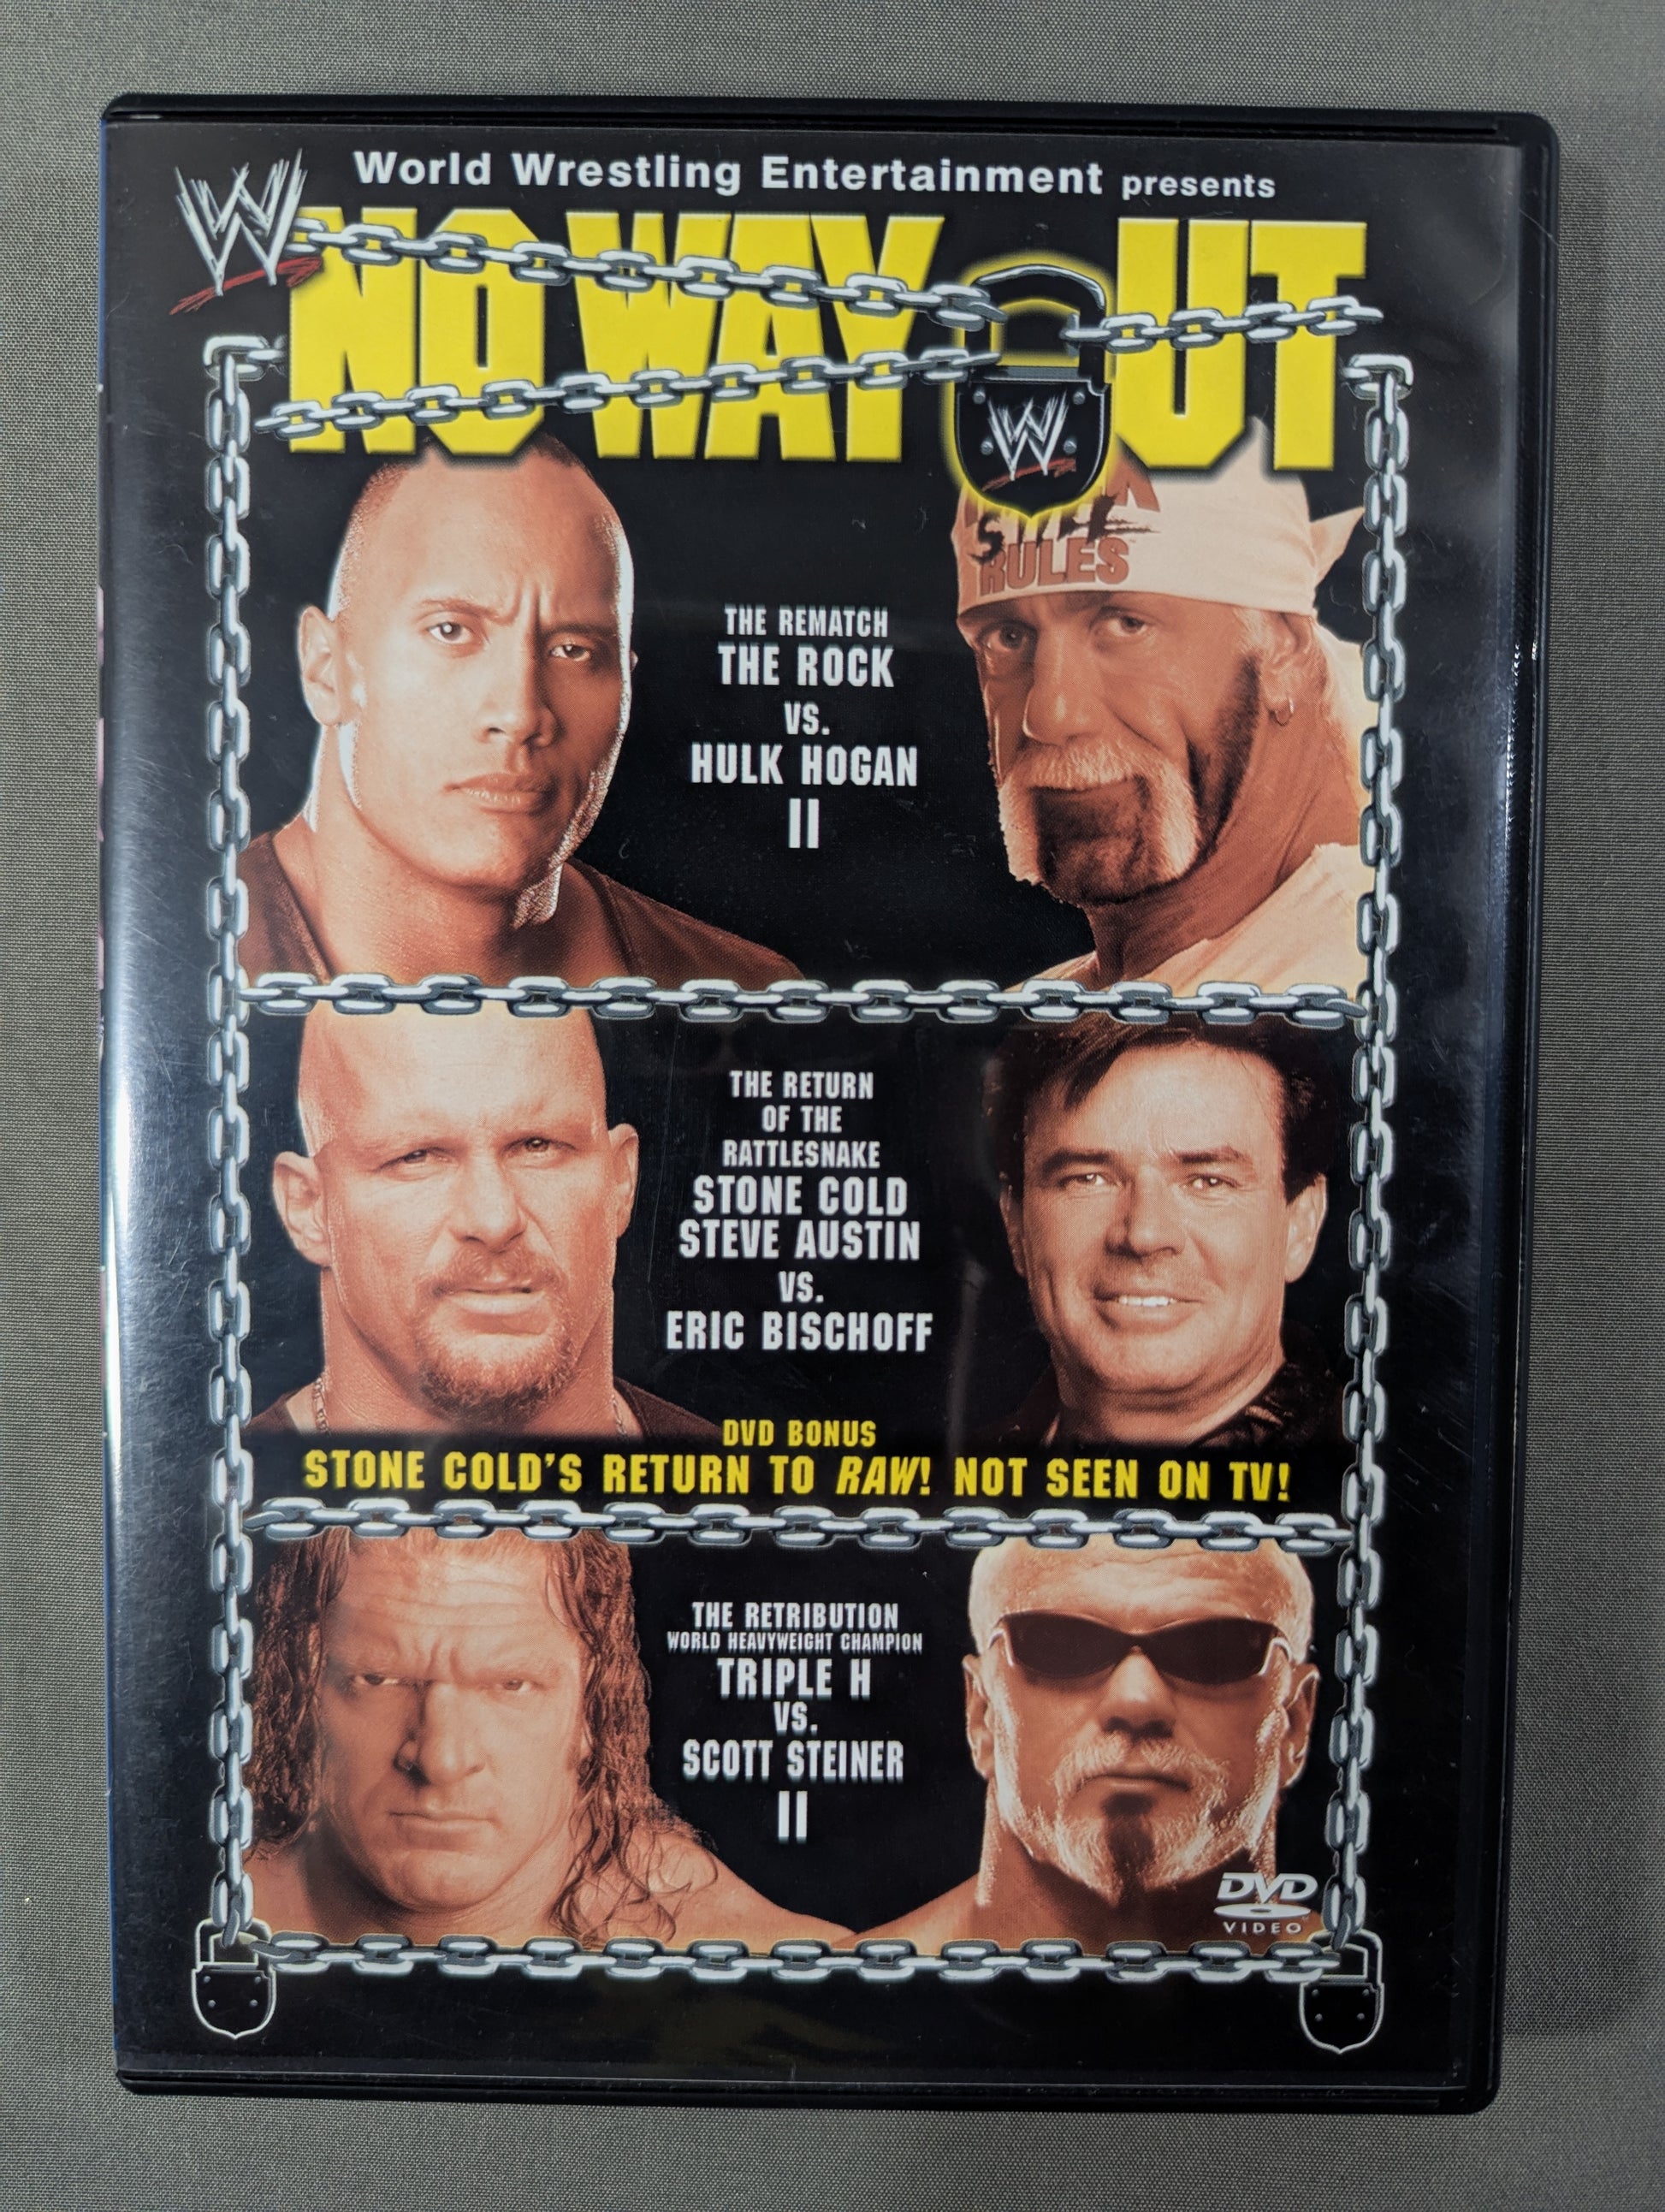 World Wrestling Entertainment presents
W
NO WAY OUT
W
RULES
THE REMATCH
THE ROCK
VS.
HULK HOGAN
II
THE RETURN
OF THE
RATTLESNAKE
STONE COLD
STEVE AUSTIN
VS.
ERIC BISCHOFF
DVD BONUS
STONE COLD'S RETURN TO RAW! NOT SEEN ON TV!
THE RETRIBUTION
WORLD HEAVYWEIGHT CHAMPION
TRIPLE H
VS.
SCOTT STEINER
II
DVD
VIDEO